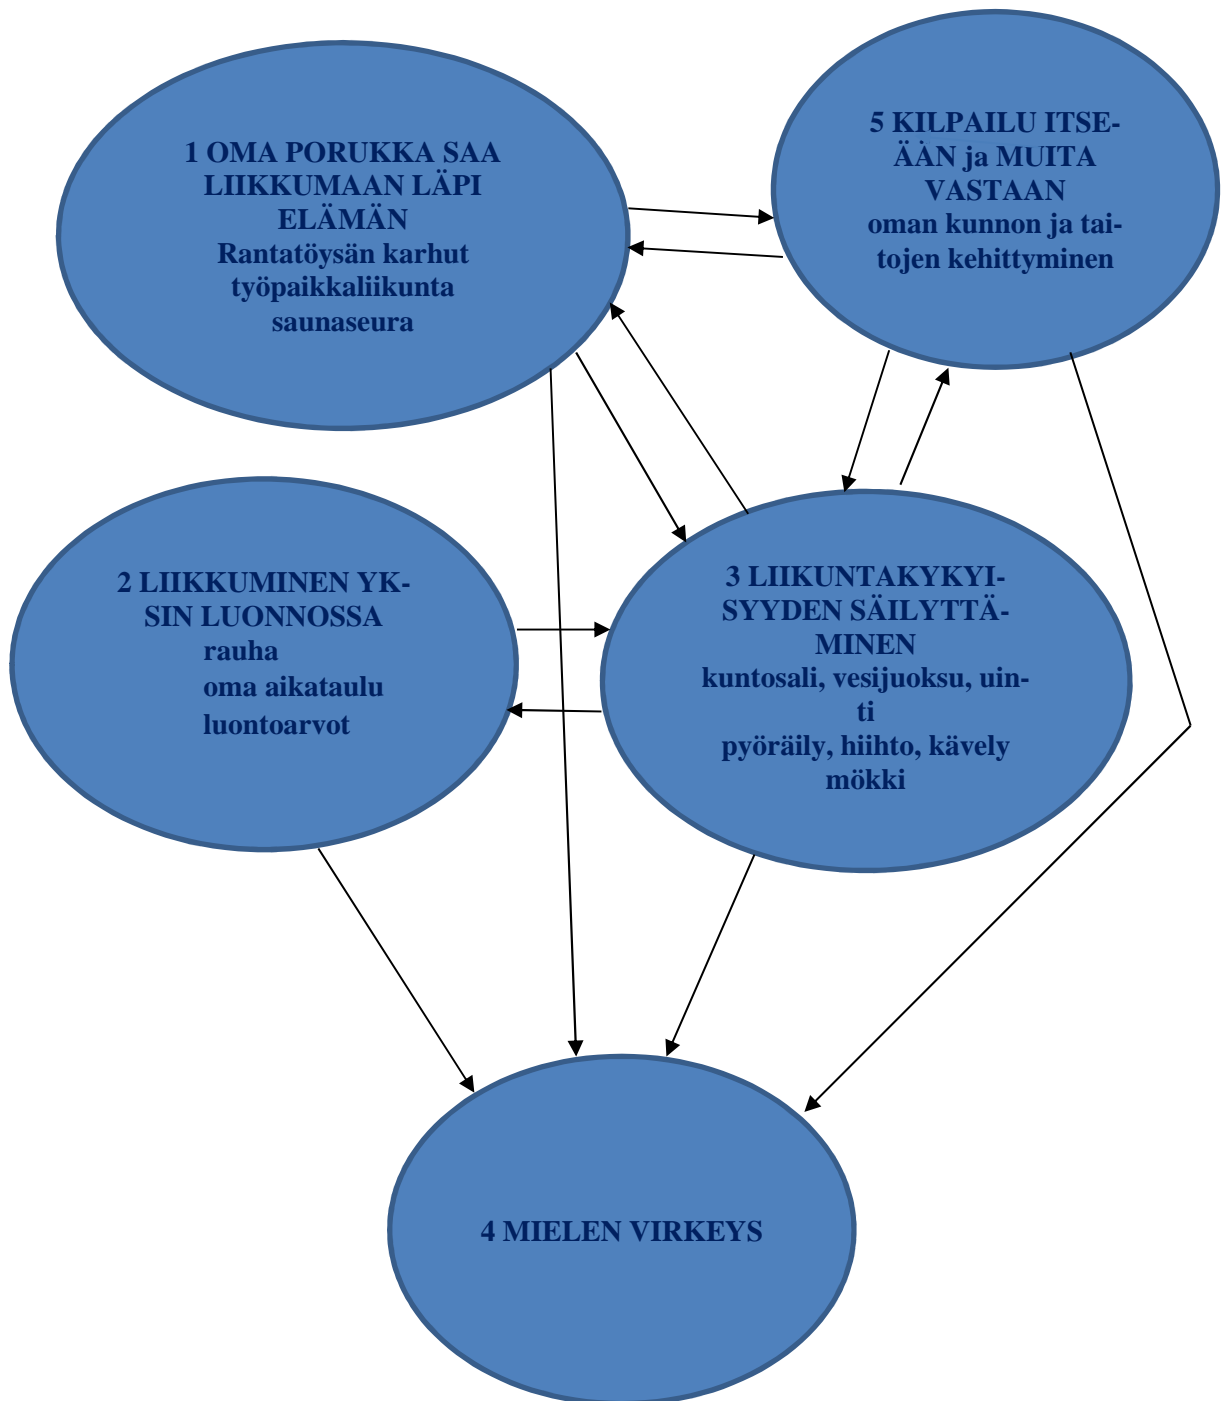 1 OMA PORUKKA SAA
LIIKKUMAAN LÄPI
ELÄMÄN
Rantatöysän karhut
työpaikkaliikunta
saunaseura
5 KILPAILU ITSE-
ÄÄN ja MUITA
VASTAAN
oman kunnon ja tai-
tojen kehittyminen
2 LIIKKUMINEN YK-
SIN LUONNOSSA
rauha
oma aikataulu
luontoarvot
3 LIIKUNTAKYKYI-
SYYDEN SÄILYTTÄ-
MINEN
kuntosali, vesijuoksu, uin-
ti
pyöräily, hiihto, kävely
mökki
4 MIELEN VIRKEYS